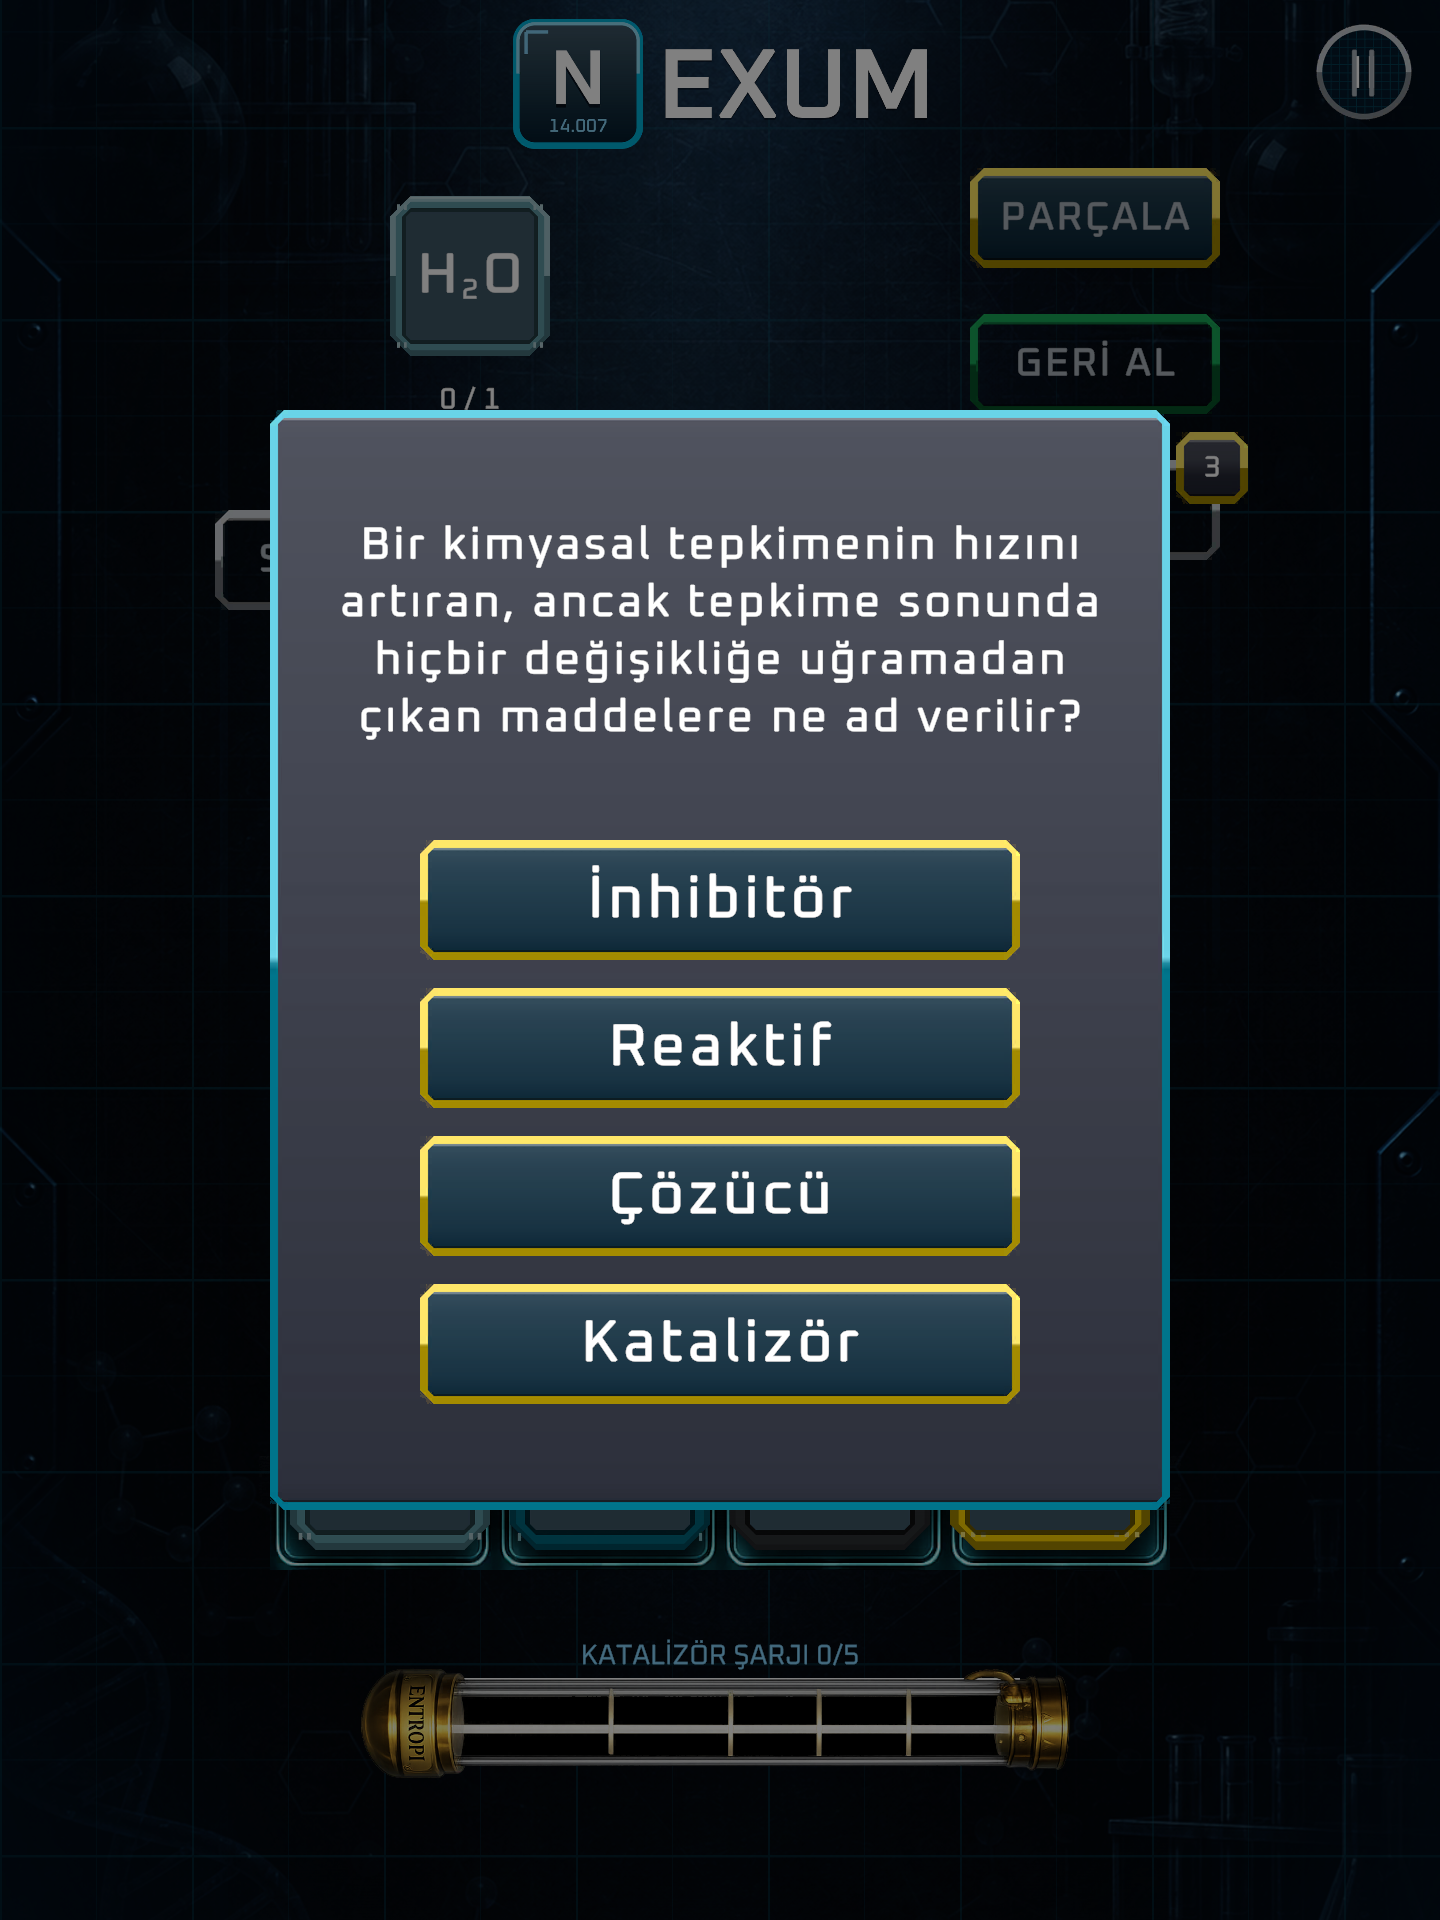 N EXUM
14.007
PARÇALA
H₂O
GERİ AL
0/1
3
Bir kimyasal tepkimenin hızını
artıran, ancak tepkime sonunda
hiçbir değişikliğe uğramadan
çıkan maddelere ne ad verilir?
İnhibitör
Reaktif
Çözücü
Katalizör
KATALİZÖR ŞARJI 0/5
ENTROPI